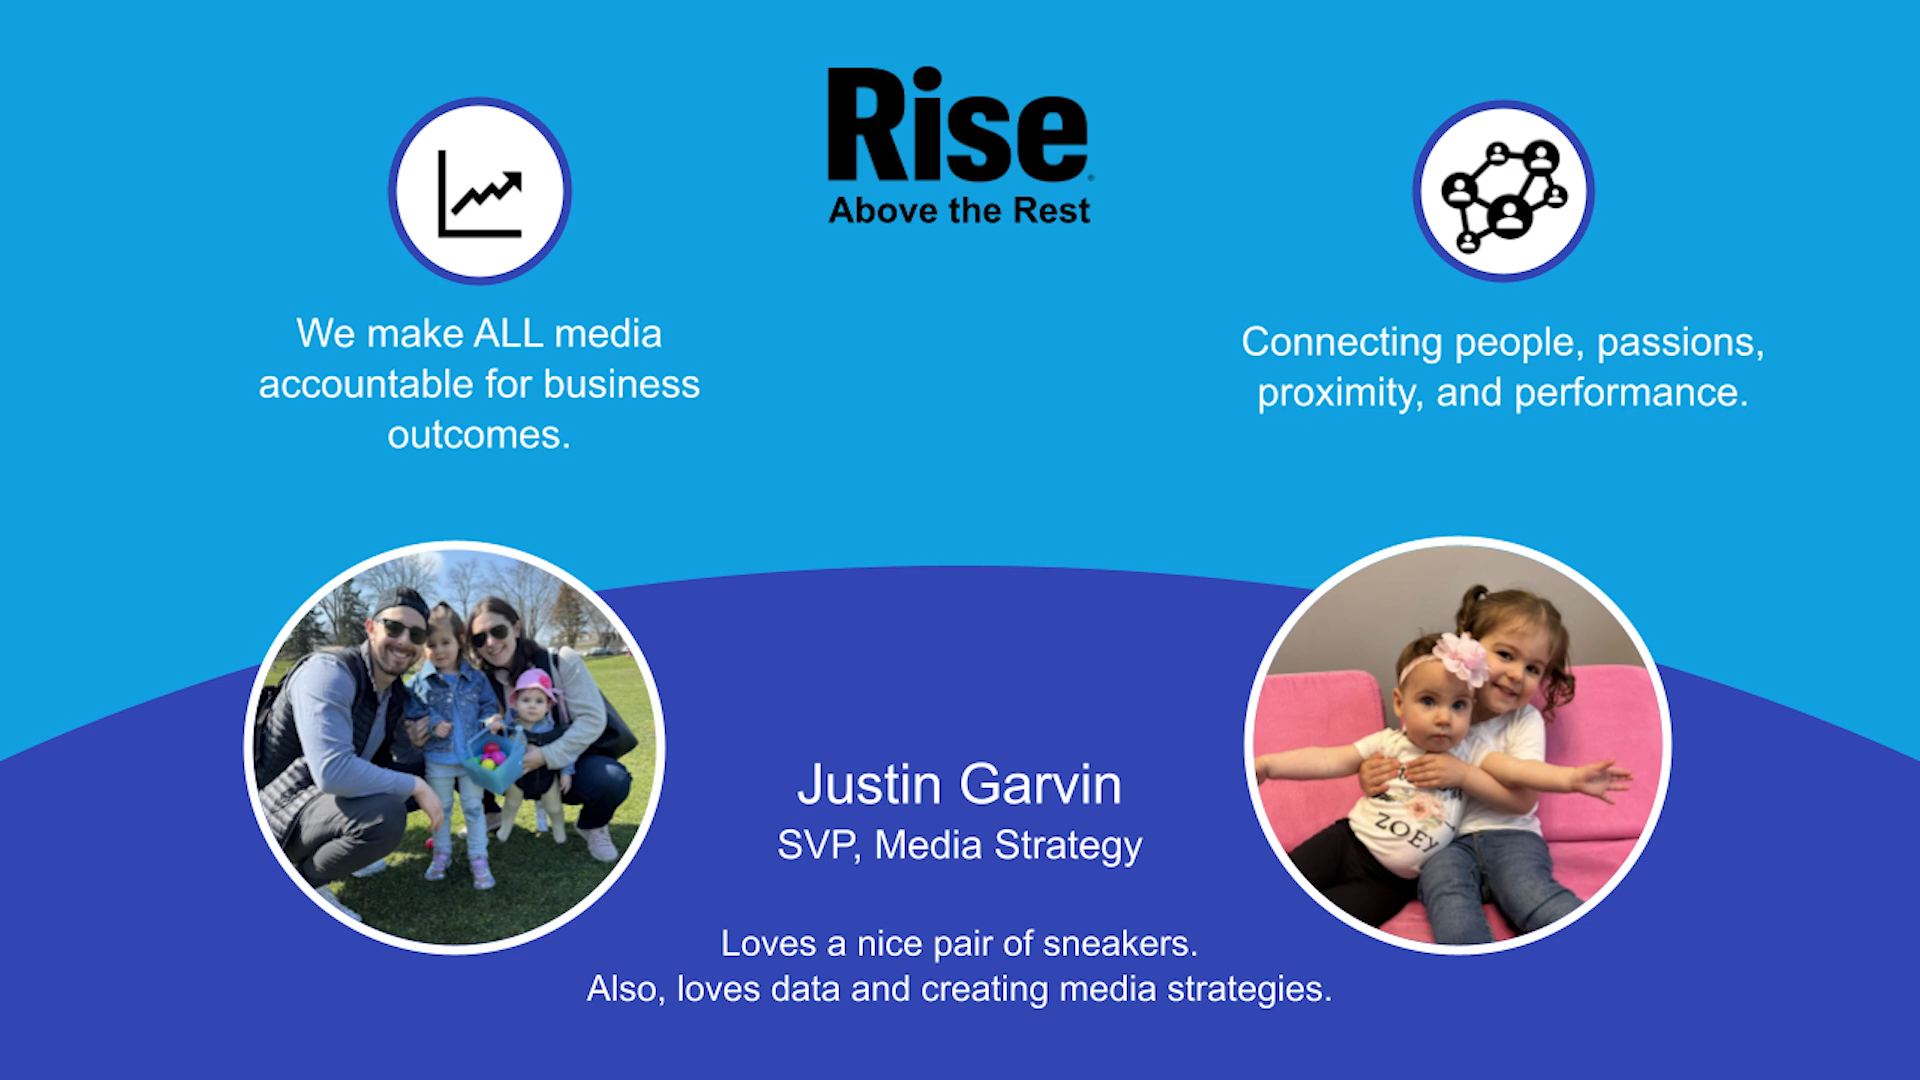 Rise
Above the Rest
We make ALL media
accountable for business
outcomes.
Connecting people, passions,
proximity, and performance.
Justin Garvin
SVP, Media Strategy
Loves a nice pair of sneakers.
Also, loves data and creating media strategies.
ZOEY